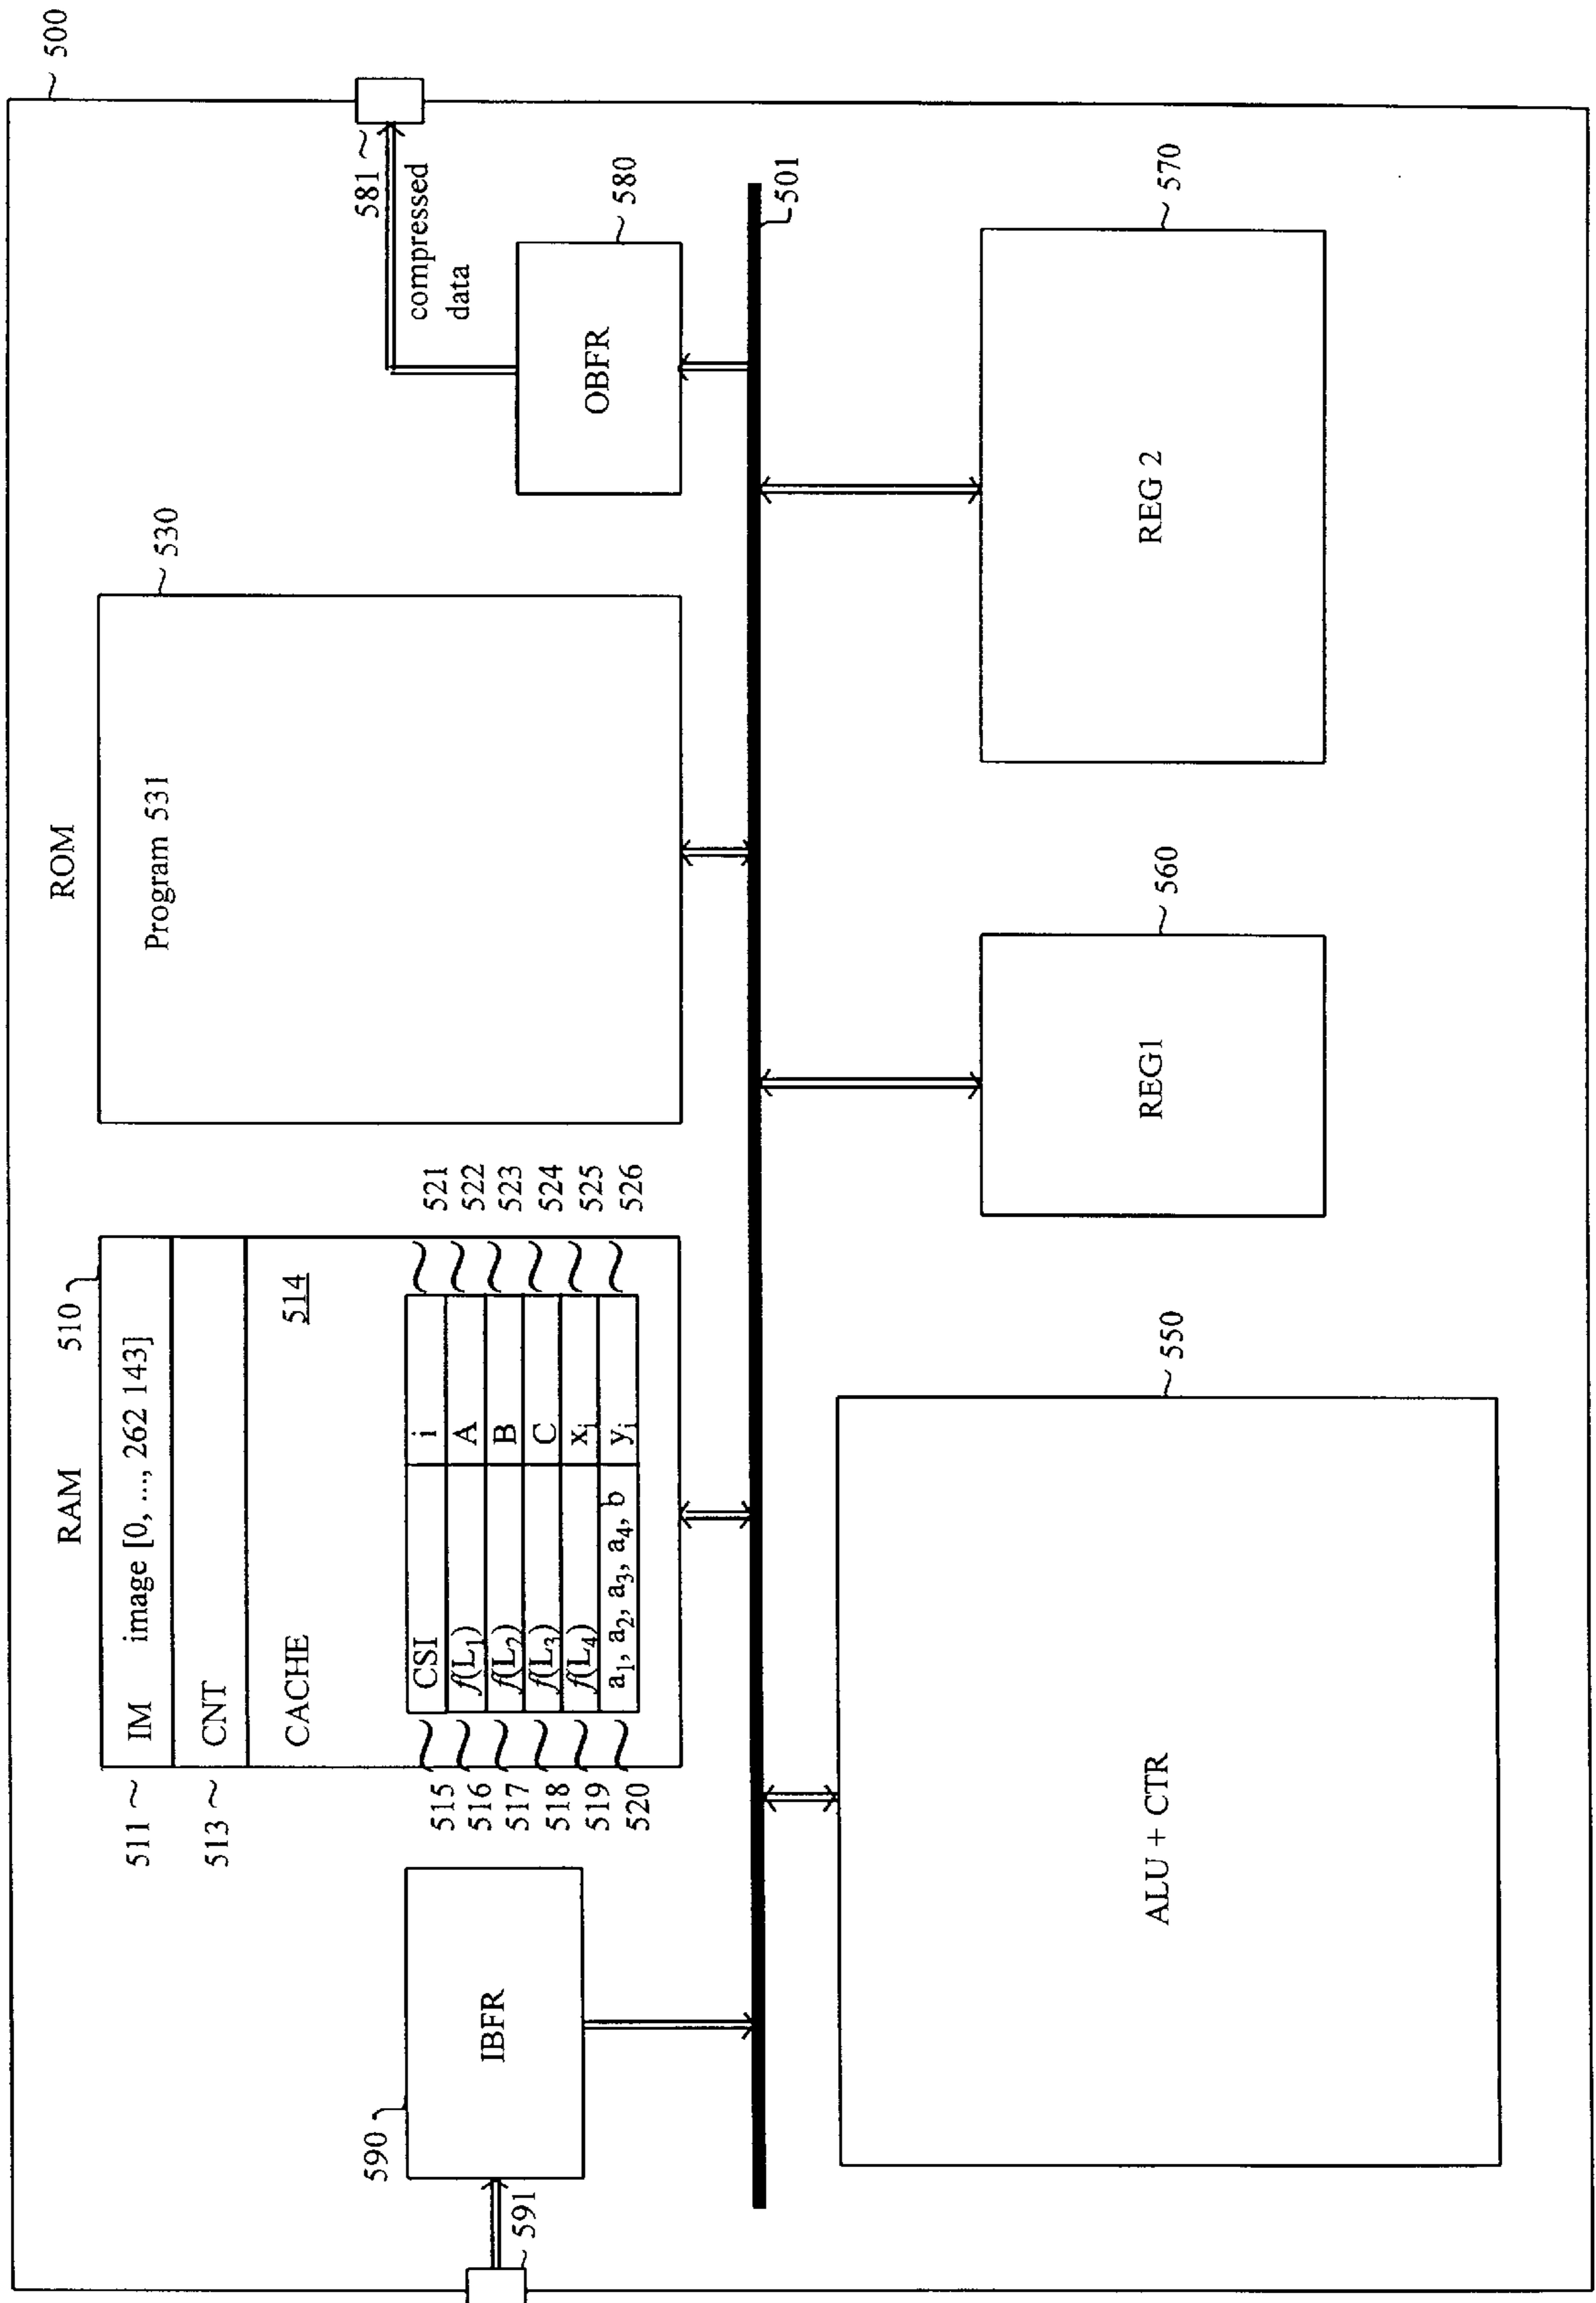 500
RAM
510
ROM
511
IM image [0, ..., 262 143]
513
CNT
CACHE
514
515
CSI
i
521
516
f(L₁)
A
522
517
f(L₂)
B
523
518
f(L₃)
C
524
519
f(L₄)
xᵢ
525
520
a₁, a₂, a₃, a₄, b
yᵢ
526
Program 531
530
581
compressed
data
590
IBFR
591
OBFR
580
501
ALU + CTR
550
REG1
560
REG 2
570